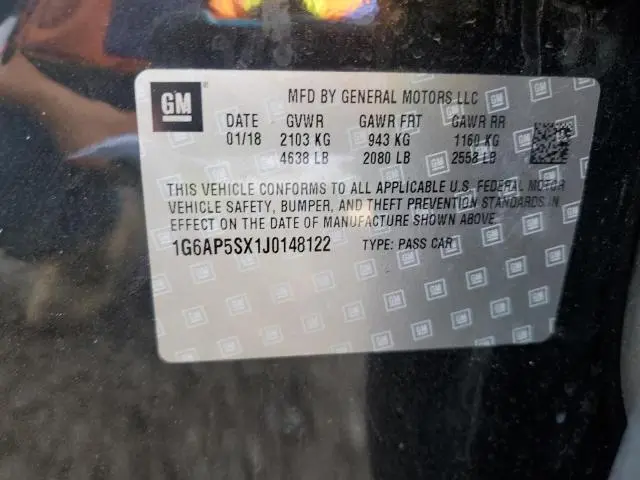 GM
MFD BY GENERAL MOTORS LLC
DATE GVWR GAWR FRT GAWR RR
01/18 2103 KG 943 KG 1160 KG
4638 LB 2080 LB 2558 LB
THIS VEHICLE CONFORMS TO ALL APPLICABLE U.S. FEDERAL MOTOR
VEHICLE SAFETY, BUMPER, AND THEFT PREVENTION STANDARDS IN
EFFECT ON THE DATE OF MANUFACTURE SHOWN ABOVE.
1G6AP5SX1J0148122 TYPE: PASS CAR